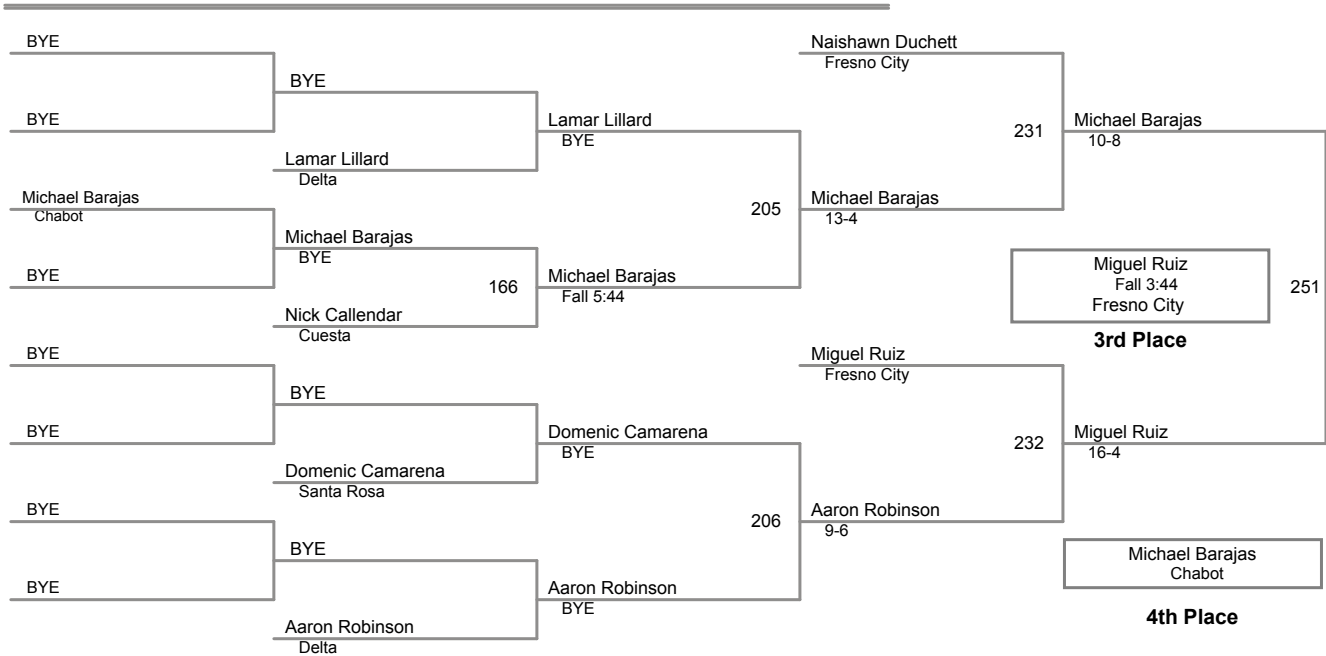 BYE
BYE
BYE
Lamar Lillard
Delta
Lamar Lillard
BYE
Michael Barajas
Chabot
BYE
Michael Barajas
BYE
Nick Callendar
Cuesta
166
Michael Barajas
Fall 5:44
205
BYE
BYE
BYE
Domenic Camarena
Santa Rosa
Domenic Camarena
BYE
BYE
BYE
BYE
Aaron Robinson
Delta
Aaron Robinson
BYE
206
Naishawn Duchett
Fresno City
Michael Barajas
13-4
231
Michael Barajas
10-8
Miguel Ruiz
Fresno City
Aaron Robinson
9-6
232
Miguel Ruiz
16-4
251
Miguel Ruiz
Fall 3:44
Fresno City
3rd Place
Michael Barajas
Chabot
4th Place